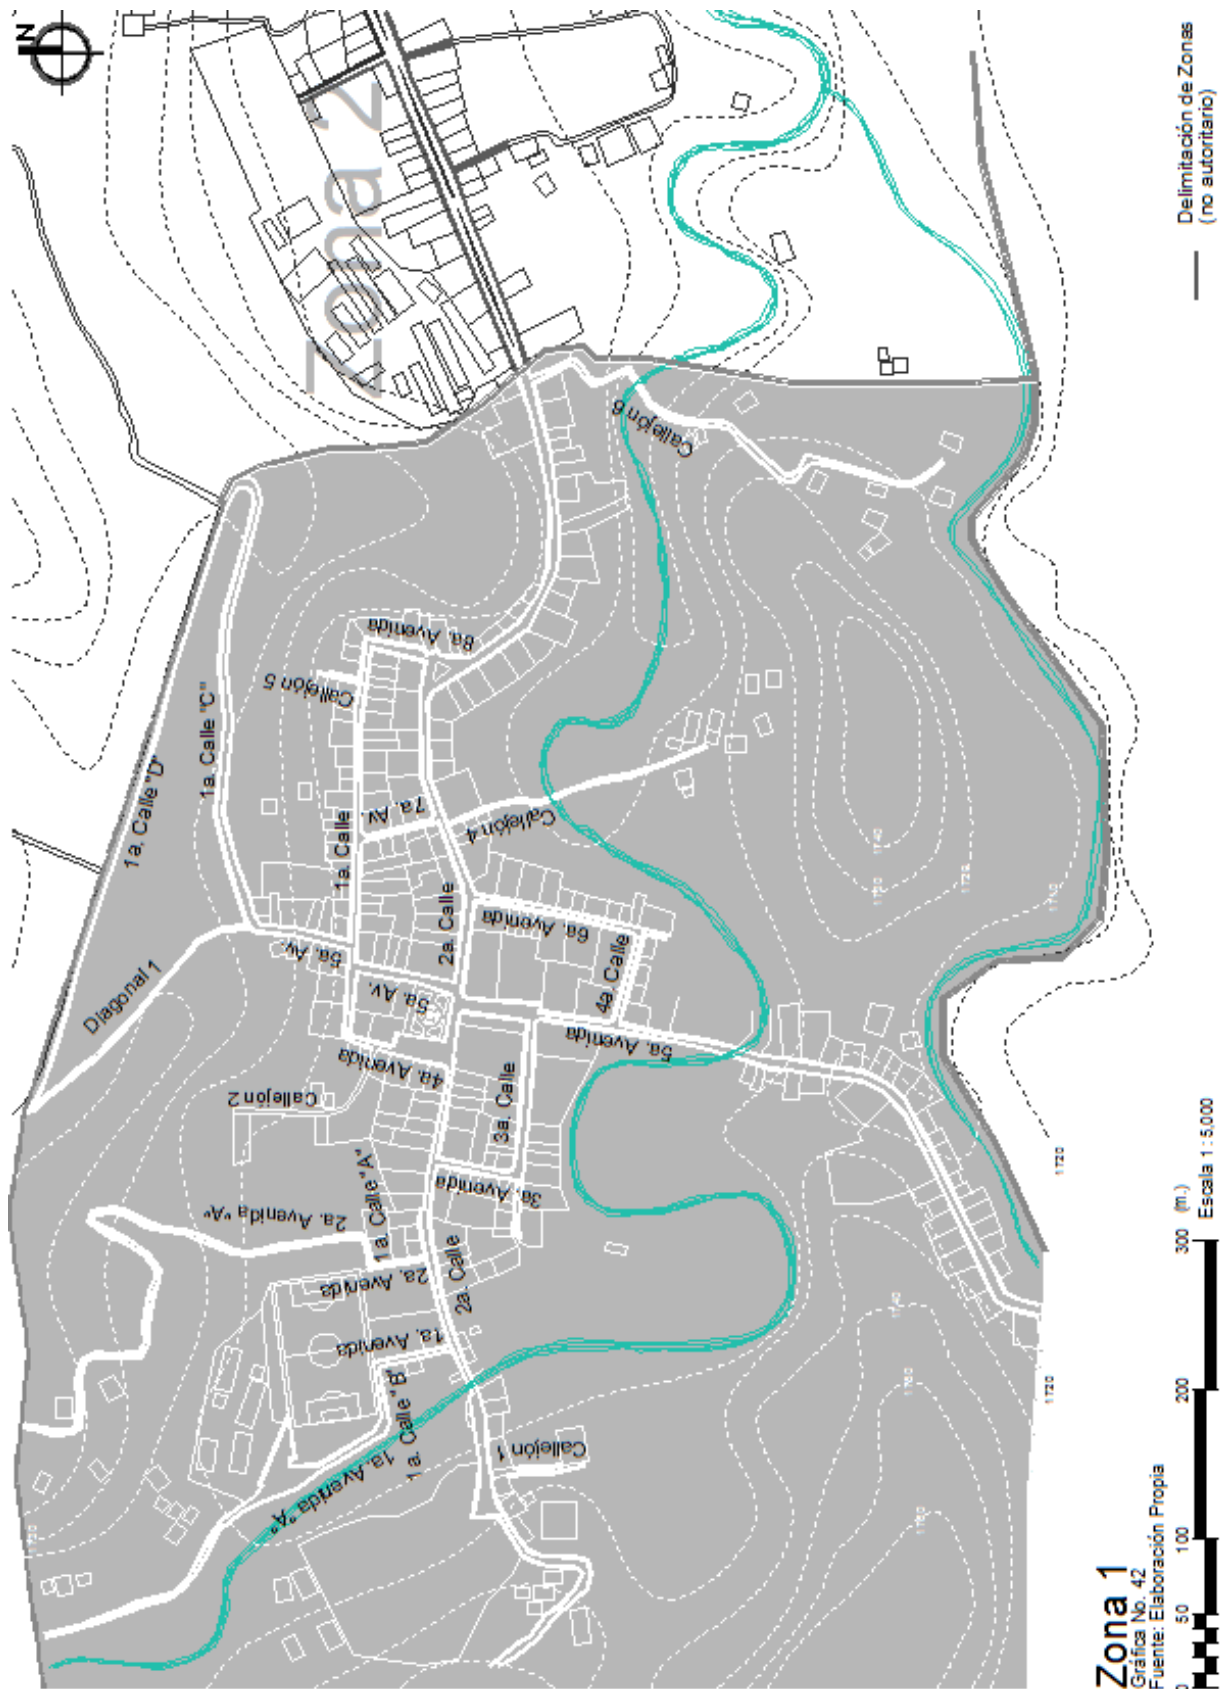 N
Zona 2
1a. Calle "D"
1a. Calle "C"
Diagonal 1
Callejón 5
8a. Avenida
Callejón 6
1a. Calle
7a. Av.
Callejón 4
5a. Av.
5a. Av.
2a. Calle
6a. Avenida
4a. Calle
4a. Avenida
5a. Avenida
3a. Calle
3a. Avenida
Callejón 2
1a. Calle "A"
2a. Avenida "A"
2a. Avenida
2a. Calle
1a. Avenida
1a. Calle "B"
1a. Avenida "A"
Callejón 1
1740
1720
1720
1720
1740
Zona 1
Gráfica No. 42
Fuente: Elaboración Propia
0 50 100 200 300 (m.)
Escala 1 : 5,000
Delimitación de Zonas
(no autoritario)